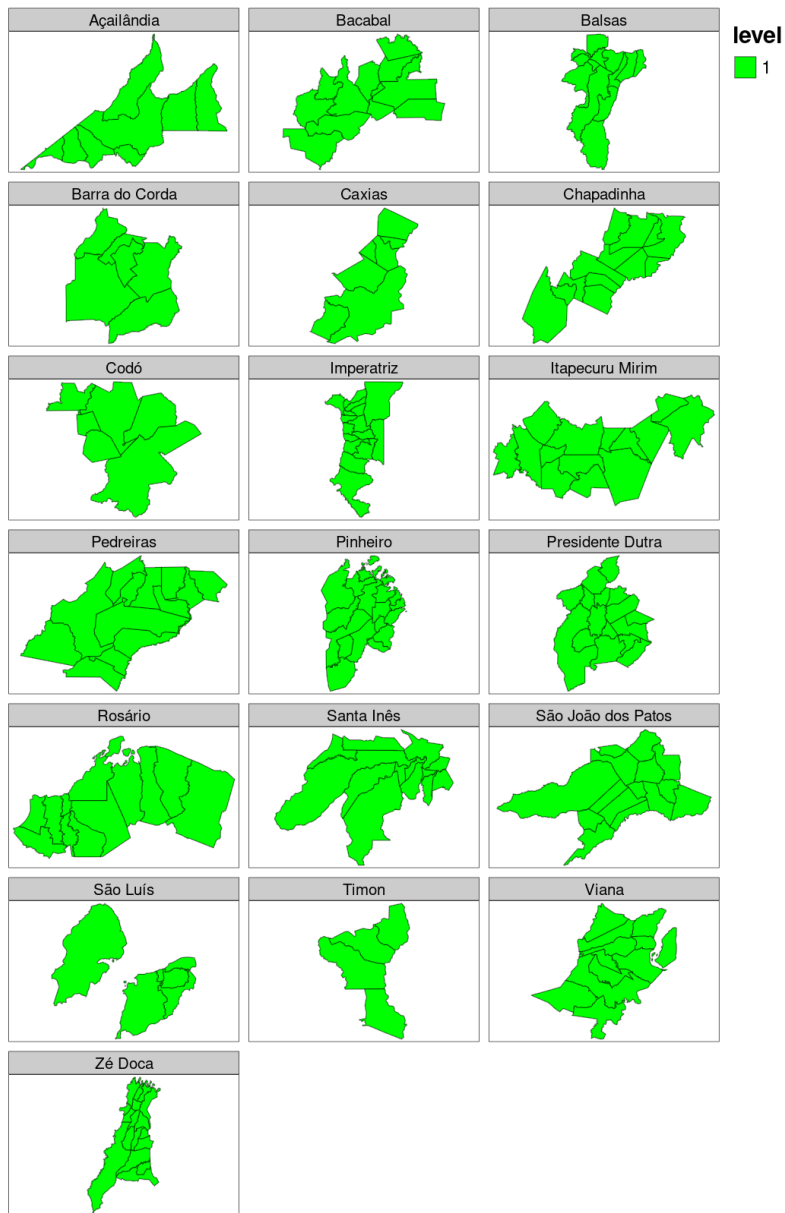 Açailândia
Bacabal
Balsas
level
1
Barra do Corda
Caxias
Chapadinha
Codó
Imperatriz
Itapecuru Mirim
Pedreiras
Pinheiro
Presidente Dutra
Rosário
Santa Inês
São João dos Patos
São Luís
Timon
Viana
Zé Doca